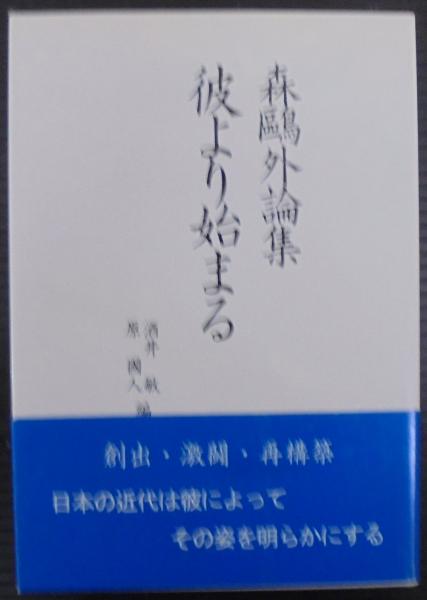 森鷗外論集
彼より始まる
酒井 敏
原 國人 編
創出・激闘・再構築
日本の近代は彼によって
その姿を明らかにする